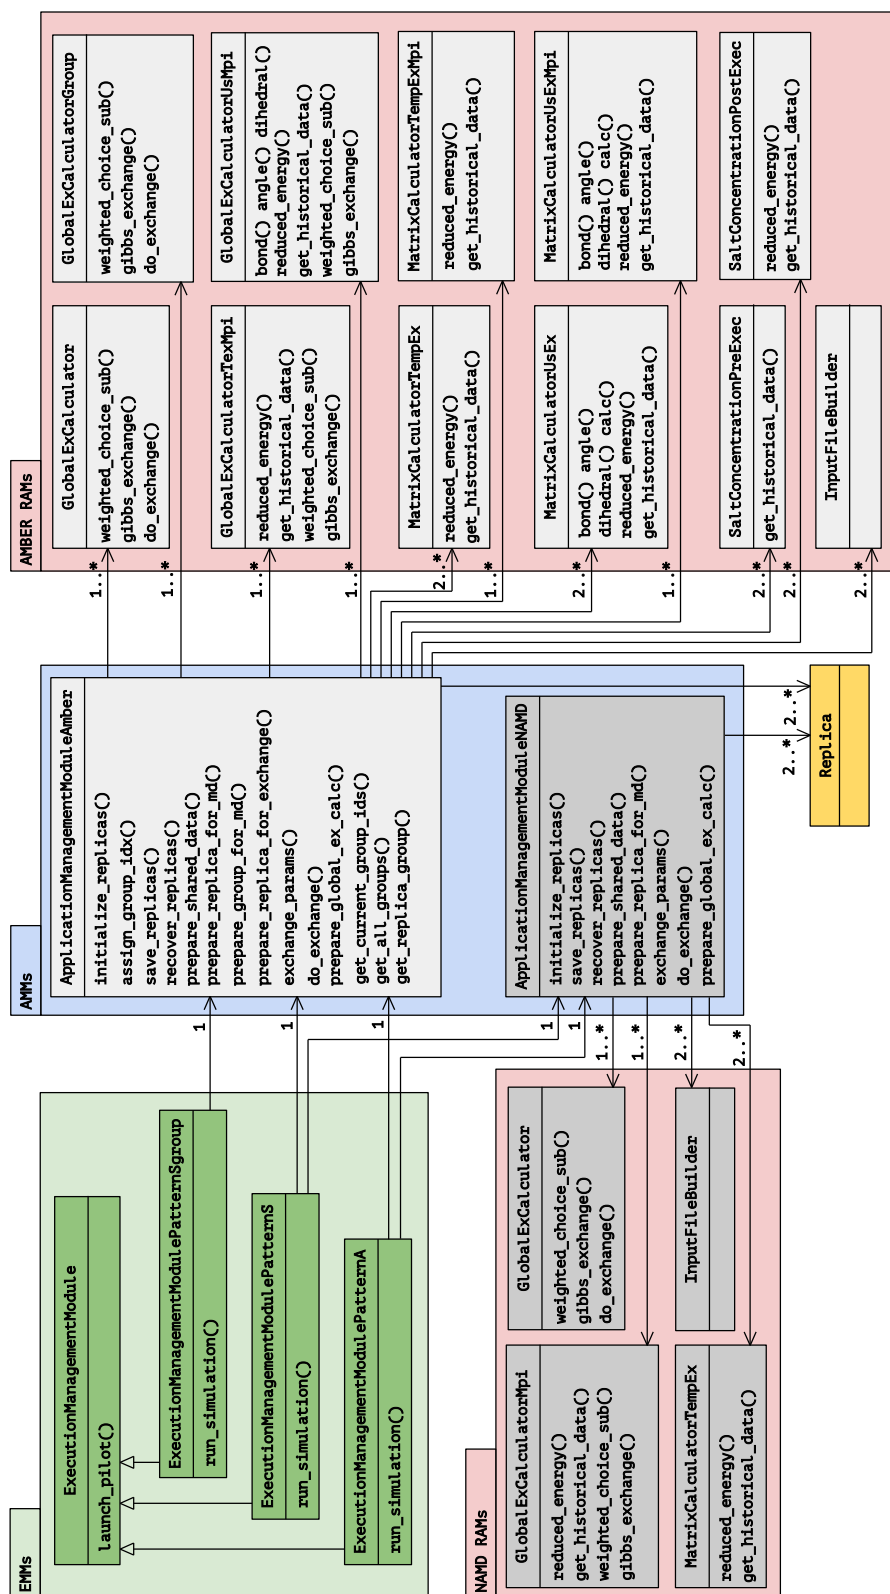 EMMs
ExecutionManagementModule
launch_pilot()
ExecutionManagementModulePatternSgroup
run_simulation()
ExecutionManagementModulePatternS
run_simulation()
ExecutionManagementModulePatternA
run_simulation()
AMMs
ApplicationManagementModuleAmber
initialize_replicas()
assign_group_idx()
save_replicas()
recover_replicas()
prepare_shared_data()
prepare_replica_for_md()
prepare_group_for_md()
prepare_replica_for_exchange()
exchange_params()
do_exchange()
prepare_global_ex_calc()
get_current_group_ids()
get_all_groups()
get_replica_group()
1
1
1
ApplicationManagementModuleNAMD
initialize_replicas()
save_replicas()
recover_replicas()
prepare_shared_data()
prepare_replica_for_md()
exchange_params()
do_exchange()
prepare_global_ex_calc()
1
1
1..*
1..*
2..*
2..*
AMBER RAMs
GlobalExCalculator
weighted_choice_sub()
gibbs_exchange()
do_exchange()
GlobalExCalculatorGroup
weighted_choice_sub()
gibbs_exchange()
do_exchange()
GlobalExCalculatorTexMpi
reduced_energy()
get_historical_data()
weighted_choice_sub()
gibbs_exchange()
GlobalExCalculatorUsMpi
bond() angle() dihedral()
reduced_energy()
get_historical_data()
weighted_choice_sub()
gibbs_exchange()
MatrixCalculatorTempEx
reduced_energy()
get_historical_data()
MatrixCalculatorTempExMpi
reduced_energy()
get_historical_data()
MatrixCalculatorUsEx
bond() angle()
dihedral() calc()
reduced_energy()
get_historical_data()
MatrixCalculatorUsExMpi
bond() angle()
dihedral() calc()
reduced_energy()
get_historical_data()
SaltConcentrationPreExec
get_historical_data()
SaltConcentrationPostExec
reduced_energy()
get_historical_data()
InputFileBuilder
1..*
1..*
1..*
1..*
2..*
1..*
2..*
1..*
2..*
2..*
2..*
NAMD RAMs
GlobalExCalculatorMpi
reduced_energy()
get_historical_data()
weighted_choice_sub()
gibbs_exchange()
GlobalExCalculator
weighted_choice_sub()
gibbs_exchange()
do_exchange()
MatrixCalculatorTempEx
reduced_energy()
get_historical_data()
InputFileBuilder
2..*
2..*
Replica